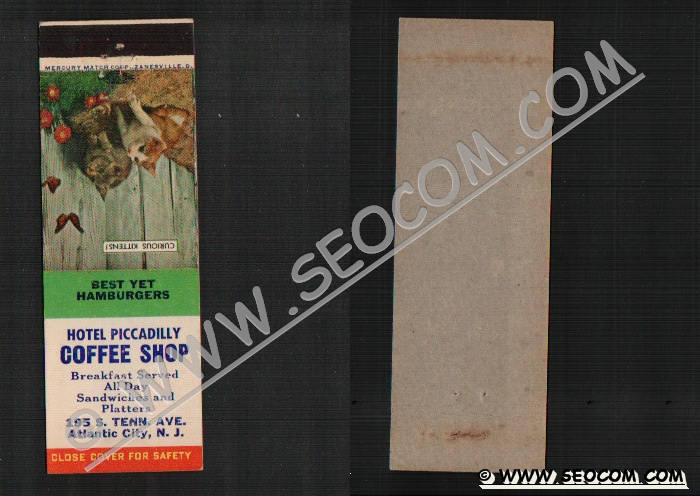 MERCURY MATCH CORP., ZANESVILLE, O.
CURIOUS KITTENS!
BEST YET
HAMBURGERS
HOTEL PICCADILLY
COFFEE SHOP
Breakfast Served
All Day
Sandwiches and
Platters
195 S. TENN. AVE.
Atlantic City, N. J.
CLOSE COVER FOR SAFETY
© WWW.SEOCOM.COM
© WWW.SEOCOM.COM